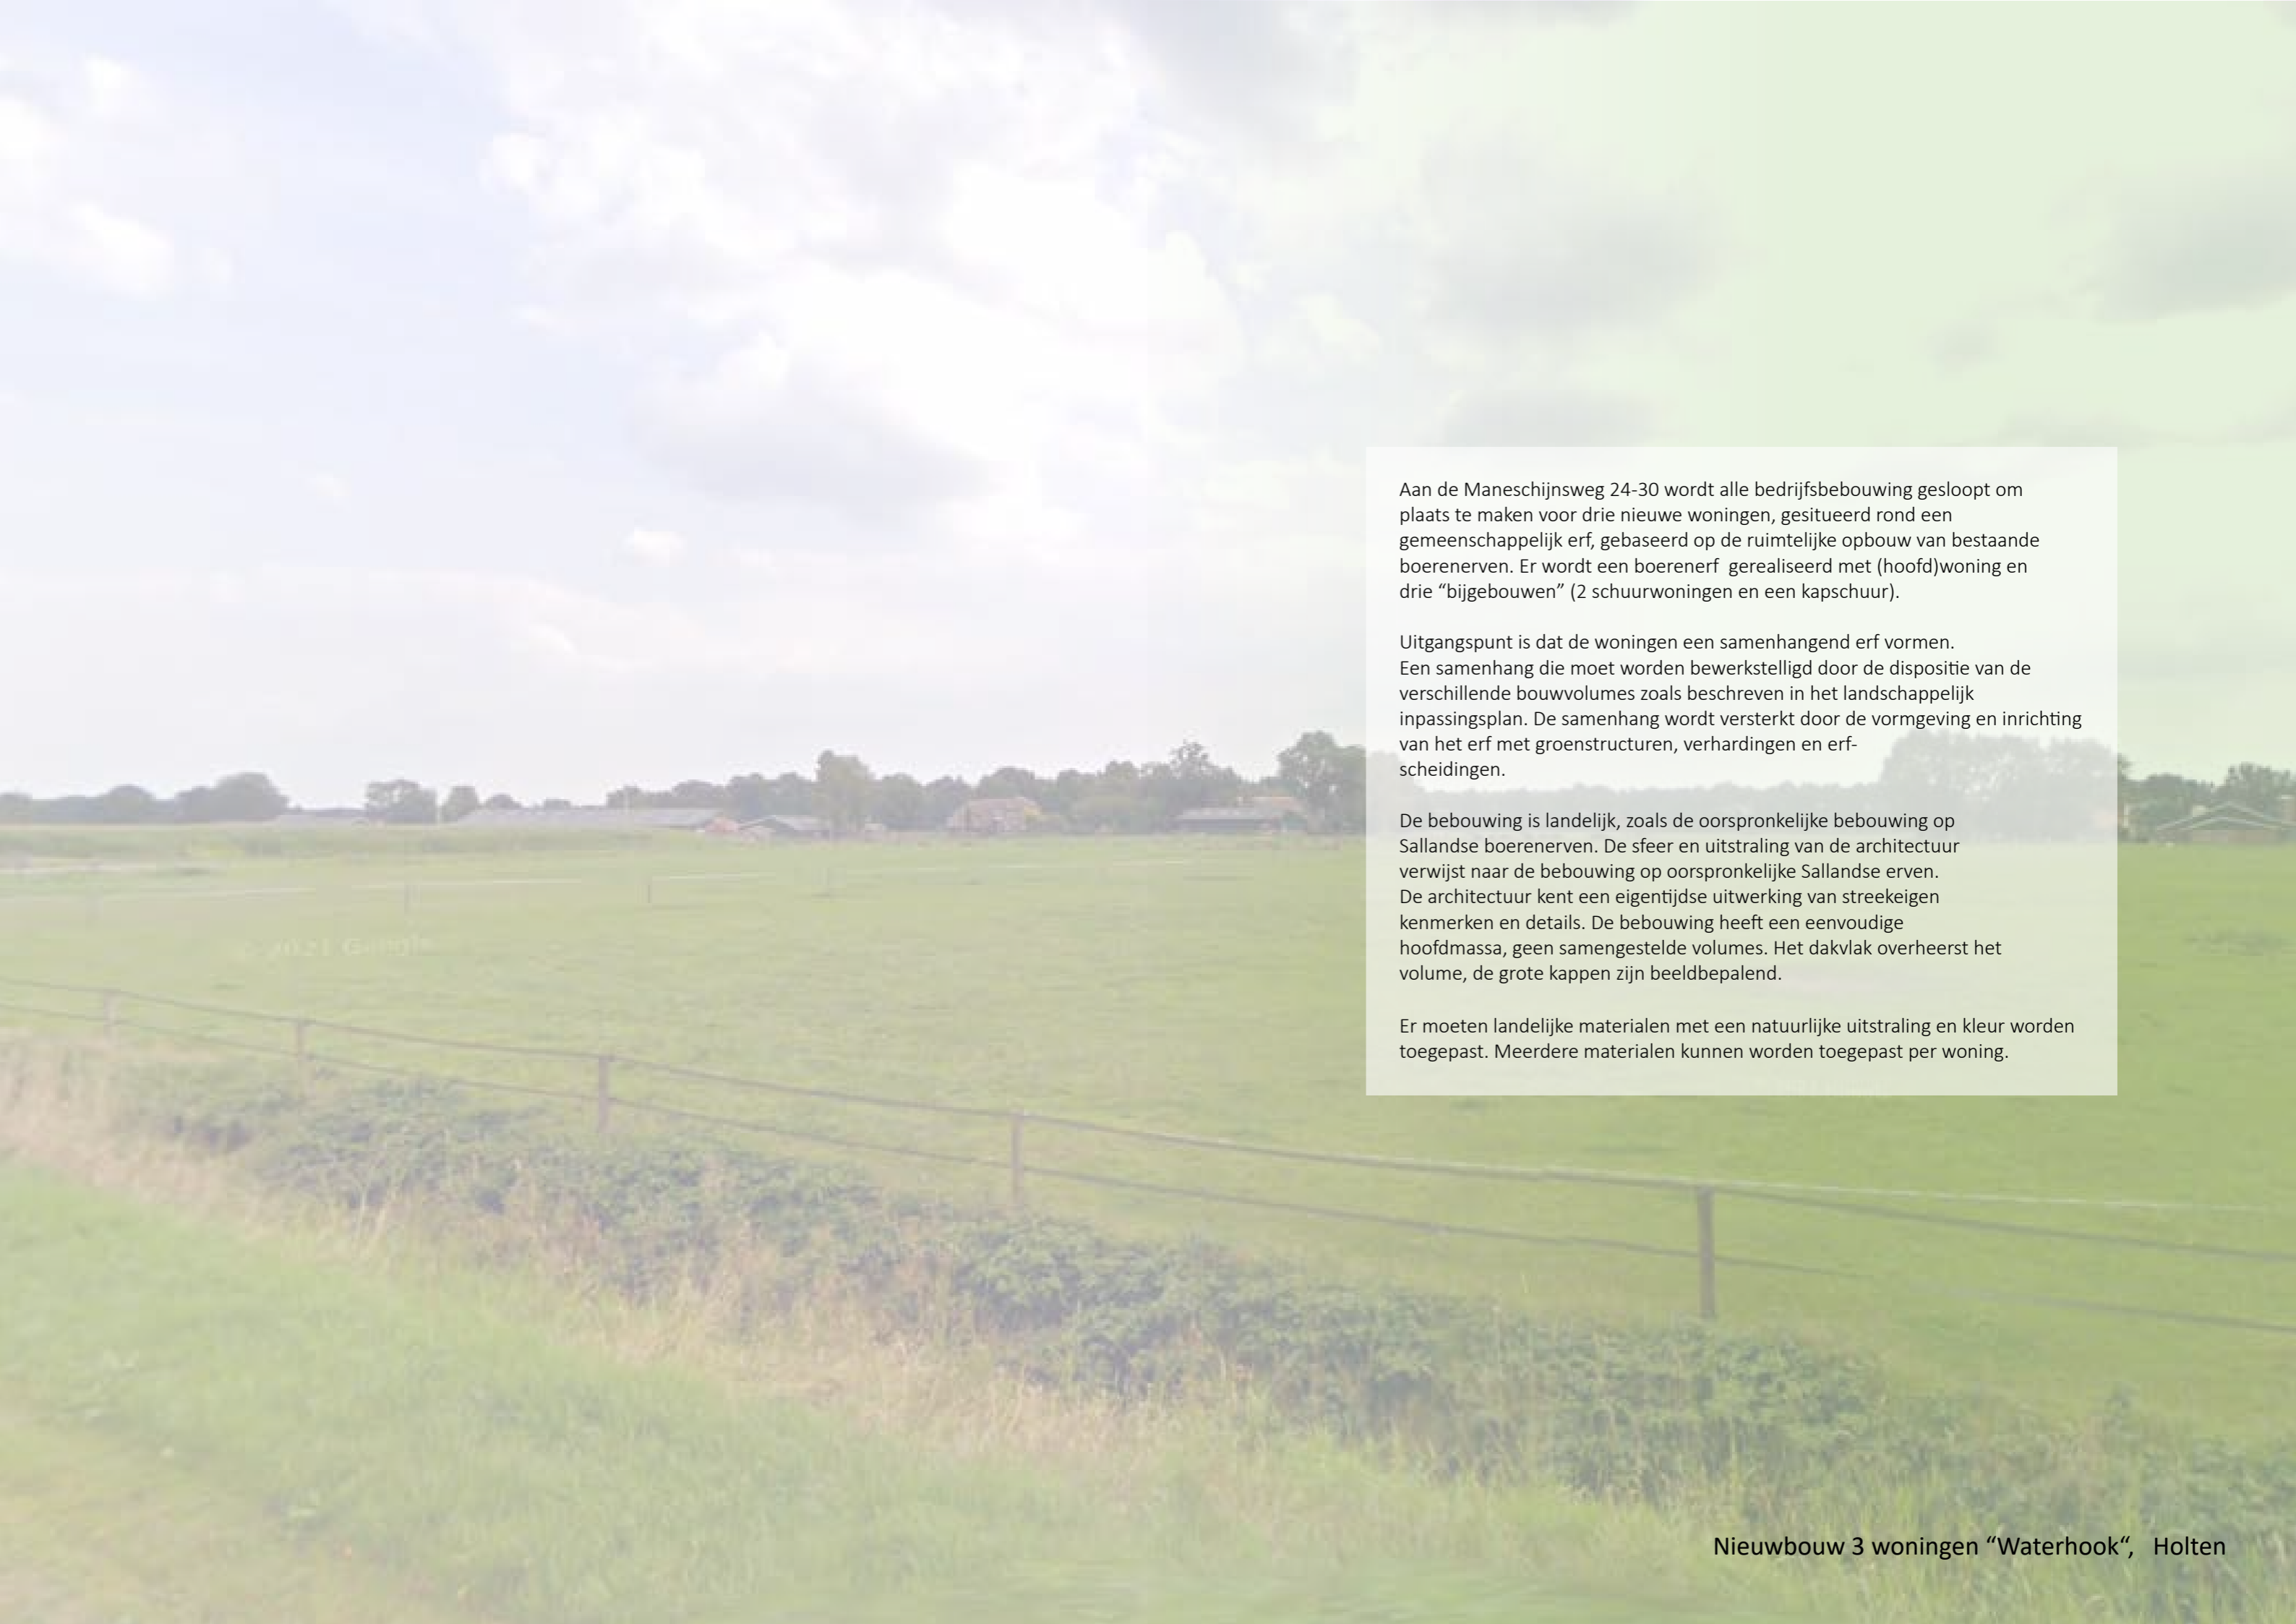 Aan de Maneschijnsweg 24-30 wordt alle bedrijfsbebouwing gesloopt om
plaats te maken voor drie nieuwe woningen, gesitueerd rond een
gemeenschappelijk erf, gebaseerd op de ruimtelijke opbouw van bestaande
boerenerven. Er wordt een boerenerf  gerealiseerd met (hoofd)woning en
drie “bijgebouwen” (2 schuurwoningen en een kapschuur).

Uitgangspunt is dat de woningen een samenhangend erf vormen.
Een samenhang die moet worden bewerkstelligd door de dispositie van de
verschillende bouwvolumes zoals beschreven in het landschappelijk
inpassingsplan. De samenhang wordt versterkt door de vormgeving en inrichting
van het erf met groenstructuren, verhardingen en erf-
scheidingen.

De bebouwing is landelijk, zoals de oorspronkelijke bebouwing op
Sallandse boerenerven. De sfeer en uitstraling van de architectuur
verwijst naar de bebouwing op oorspronkelijke Sallandse erven.
De architectuur kent een eigentijdse uitwerking van streekeigen
kenmerken en details. De bebouwing heeft een eenvoudige
hoofdmassa, geen samengestelde volumes. Het dakvlak overheerst het
volume, de grote kappen zijn beeldbepalend.

Er moeten landelijke materialen met een natuurlijke uitstraling en kleur worden
toegepast. Meerdere materialen kunnen worden toegepast per woning.

2021 Google

Nieuwbouw 3 woningen “Waterhook“,  Holten